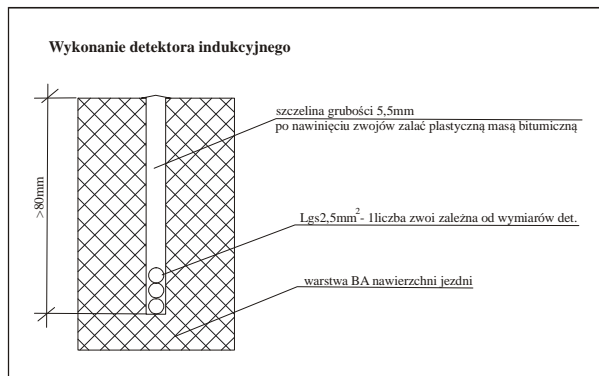 Wykonanie detektora indukcyjnego
szczelina grubości 5,5mm
po nawinięciu zwojów zalać plastyczną masą bitumiczną
>80mm
Lgs2,5mm²- 1liczba zwoi zależna od wymiarów det.
warstwa BA nawierzchni jezdni